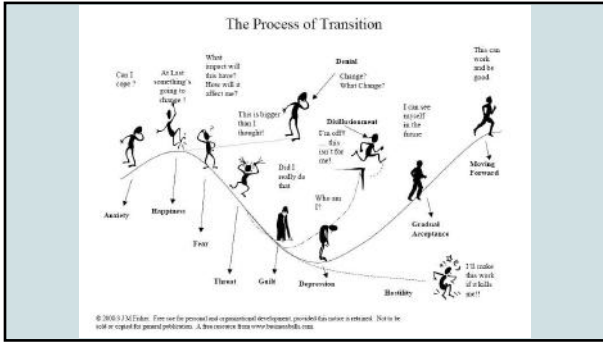 The Process of Transition
Can I
cope ?
At Last
something's
going to
change !
What
impact will
this have?
How will it
affect me?
This is bigger
than I
thought!
Denial
Change?
What Change?
Disillusionment
I'm off!!
... this
isn't for
me!
Did I
really do
that
Who am
I?
I can see
myself
in the
future
This can
work
and be
good
Moving
Forward
Gradual
Acceptance
Anxiety
Happiness
Fear
Threat
Guilt
Depression
Hostility
I'll make
this work
if it kills
me!!
Free use for personal and organizational development, provided this notice is retained. Not to be
sold or copied for general publication. A free resource from www.businessballs.com.